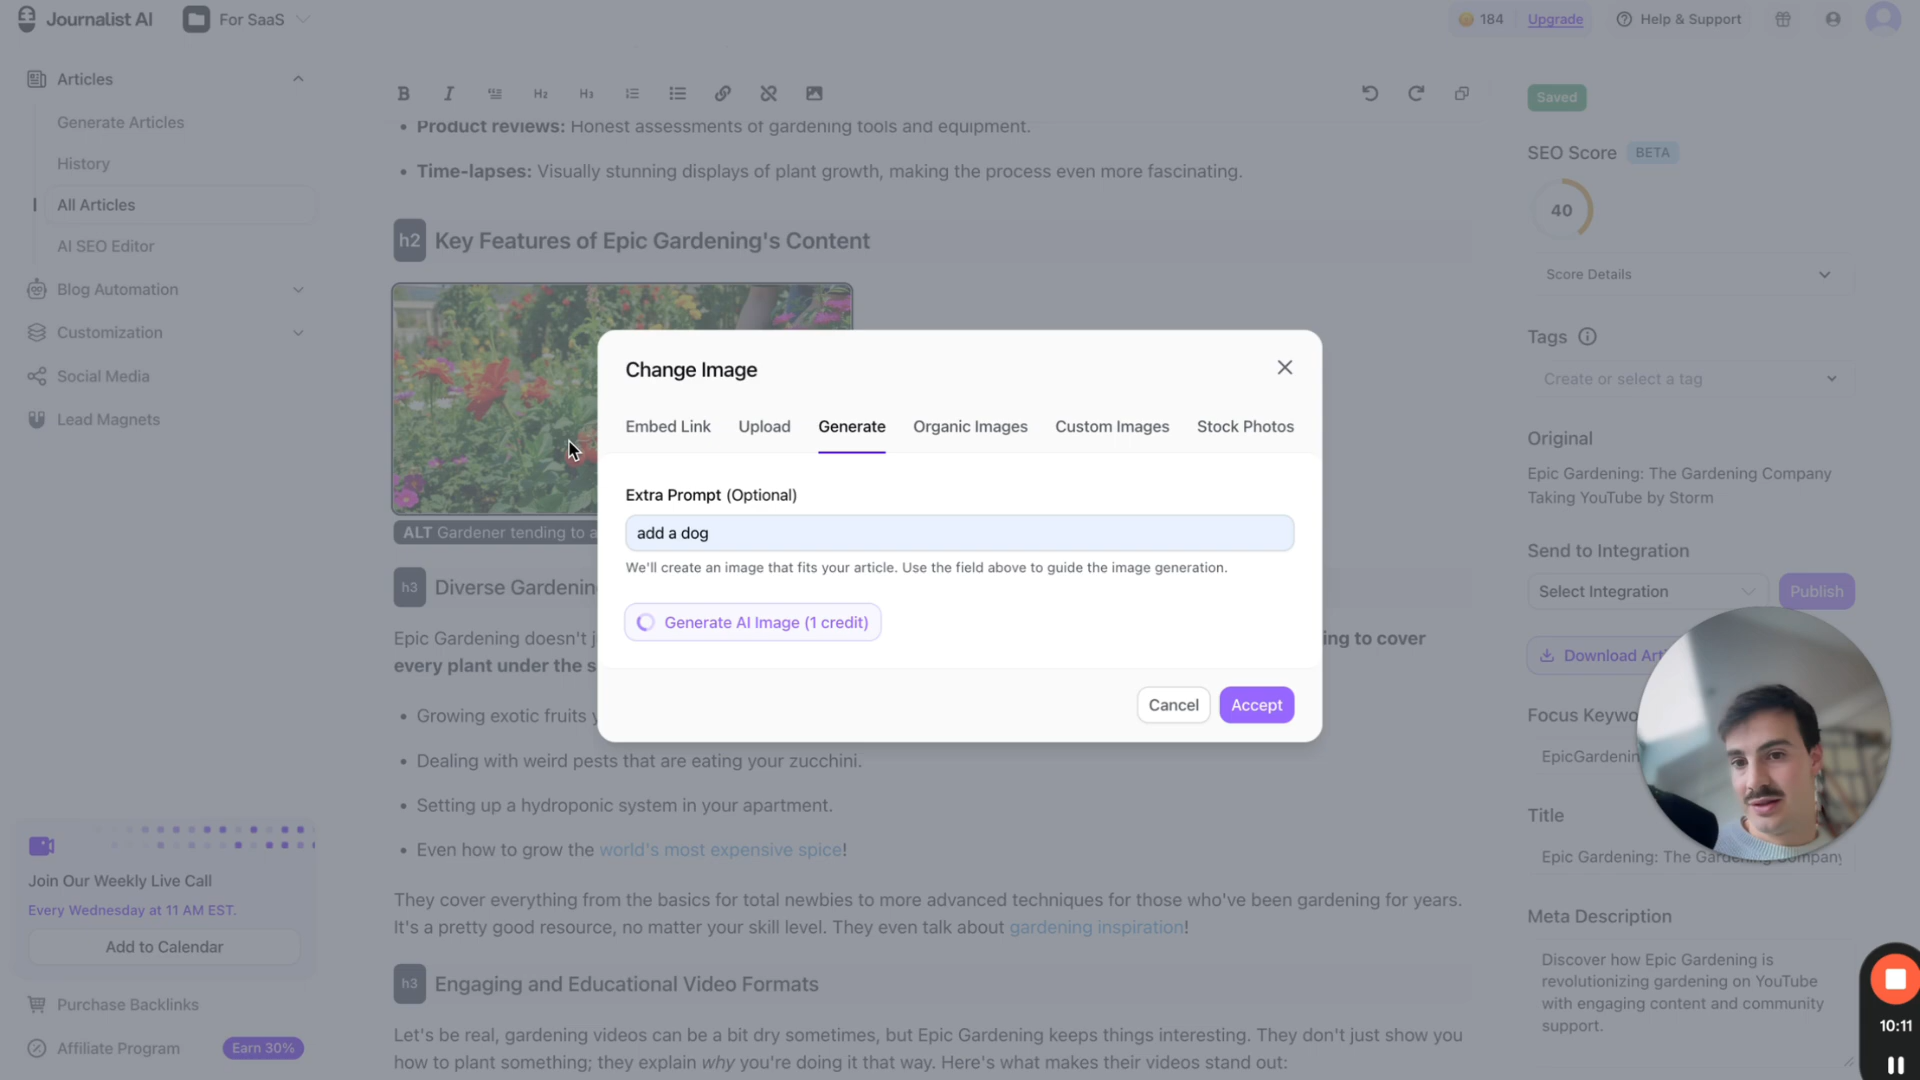 Journalist AI
For SaaS
184
Upgrade
Help & Support
Articles
Generate Articles
History
All Articles
AI SEO Editor
Blog Automation
Customization
Social Media
Lead Magnets
Join Our Weekly Live Call
Every Wednesday at 11 AM EST.
Add to Calendar
Purchase Backlinks
Affiliate Program
Earn 30%
B
I
H2
H3
Product reviews: Honest assessments of gardening tools and equipment.
Time-lapses: Visually stunning displays of plant growth, making the process even more fascinating.
h2 Key Features of Epic Gardening's Content
ALT Gardener tending to a
h3 Diverse Gardenin
Epic Gardening doesn't j
ing to cover
every plant under the s
Growing exotic fruits y
Dealing with weird pests that are eating your zucchini.
Setting up a hydroponic system in your apartment.
Even how to grow the world's most expensive spice!
They cover everything from the basics for total newbies to more advanced techniques for those who've been gardening for years.
It's a pretty good resource, no matter your skill level. They even talk about gardening inspiration!
h3 Engaging and Educational Video Formats
Let's be real, gardening videos can be a bit dry sometimes, but Epic Gardening keeps things interesting. They don't just show you
how to plant something; they explain why you're doing it that way. Here's what makes their videos stand out:
Change Image
Embed Link
Upload
Generate
Organic Images
Custom Images
Stock Photos
Extra Prompt (Optional)
add a dog
We'll create an image that fits your article. Use the field above to guide the image generation.
Generate AI Image (1 credit)
Cancel
Accept
Saved
SEO Score
BETA
40
Score Details
Tags
Create or select a tag
Original
Epic Gardening: The Gardening Company
Taking YouTube by Storm
Send to Integration
Select Integration
Publish
Download Art
Focus Keywo
EpicGardenin
Title
Epic Gardening: The Gardening Company
Meta Description
Discover how Epic Gardening is
revolutionizing gardening on YouTube
with engaging content and community
support.
10:11